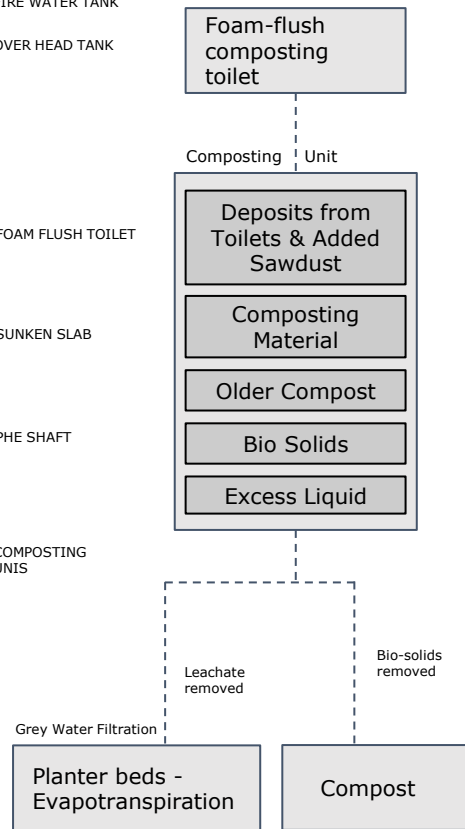 IRE WATER TANK
OVER HEAD TANK
Foam-flush
composting
toilet
Composting Unit
FOAM FLUSH TOILET
Deposits from
Toilets & Added
Sawdust
SUNKEN SLAB
Composting
Material
Older Compost
PHE SHAFT
Bio Solids
Excess Liquid
COMPOSTING
UNIS
Leachate
removed
Bio-solids
removed
Grey Water Filtration
Planter beds -
Evapotranspiration
Compost